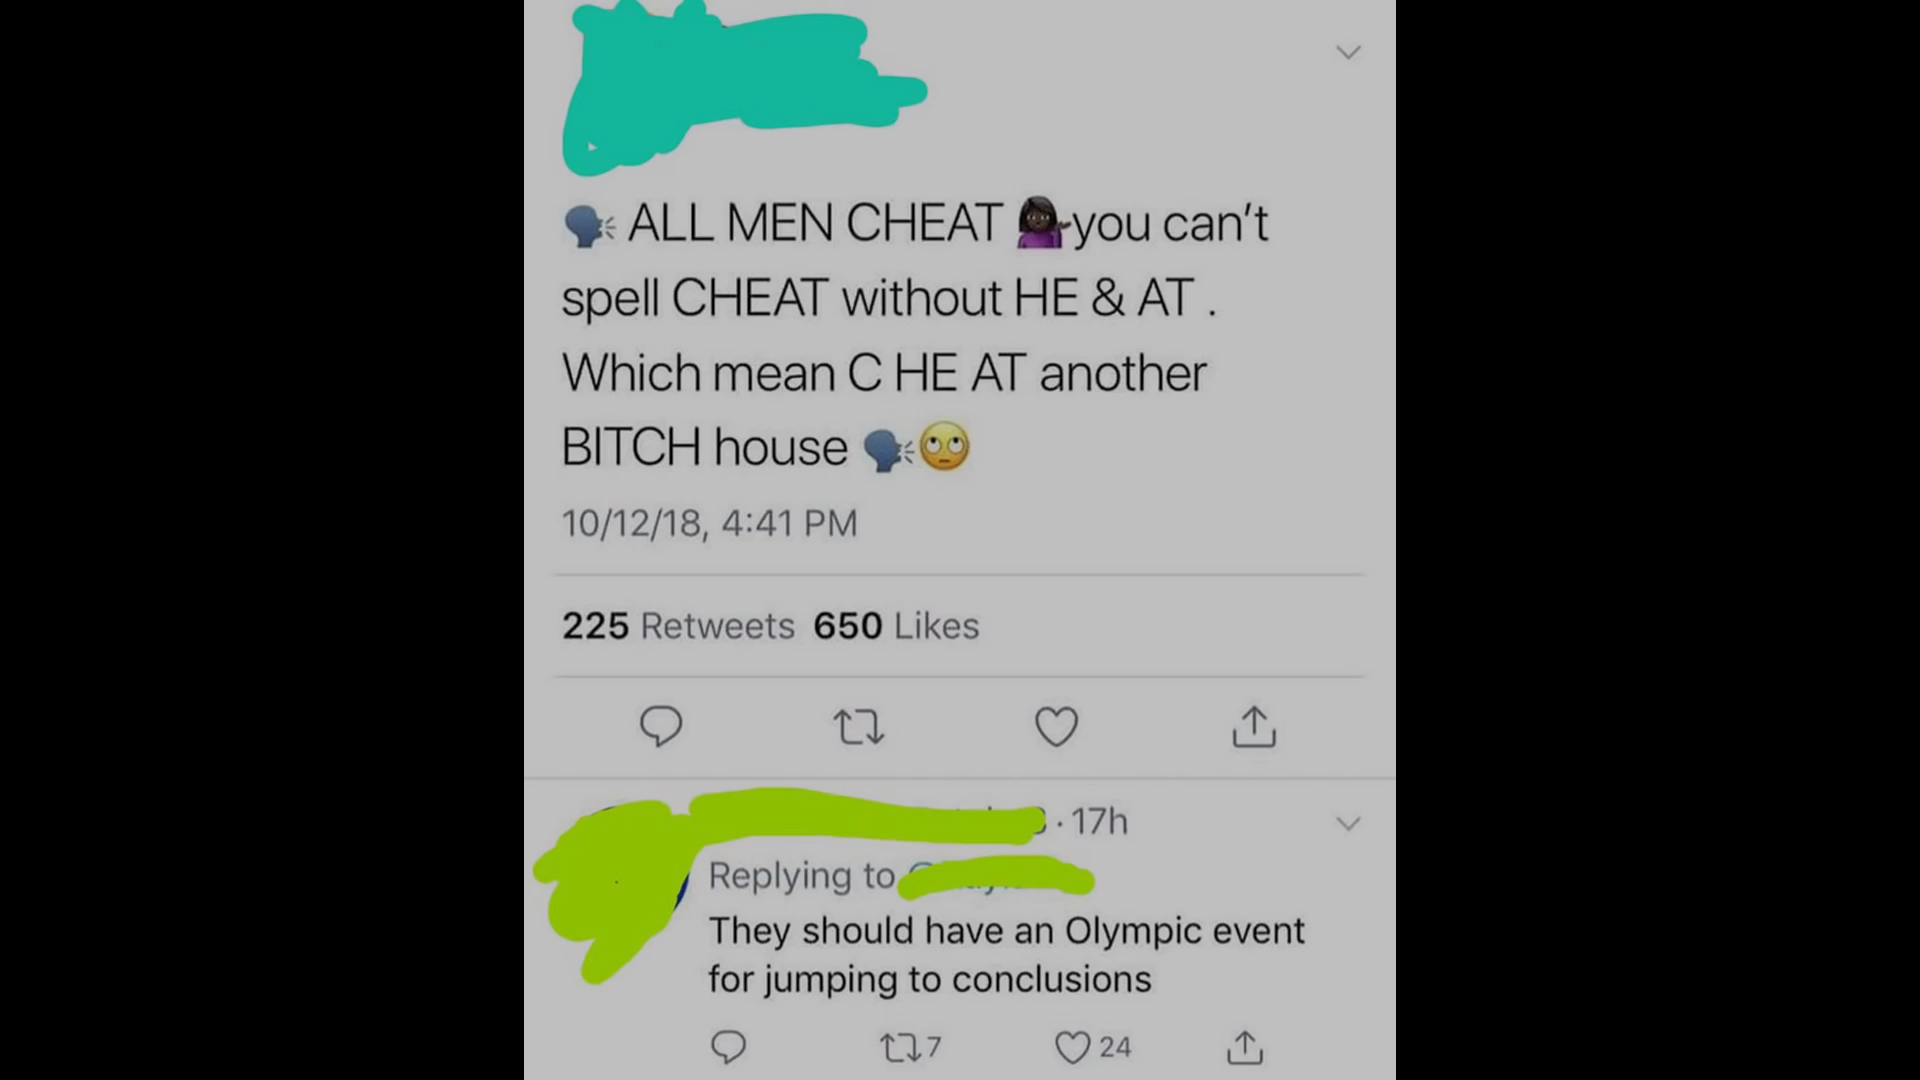 🗣 ALL MEN CHEAT 💁🏿you can't
spell CHEAT without HE & AT .
Which mean C HE AT another
BITCH house 🗣🙄
10/12/18, 4:41 PM
225 Retweets 650 Likes
· 17h
Replying to
They should have an Olympic event
for jumping to conclusions
7 24